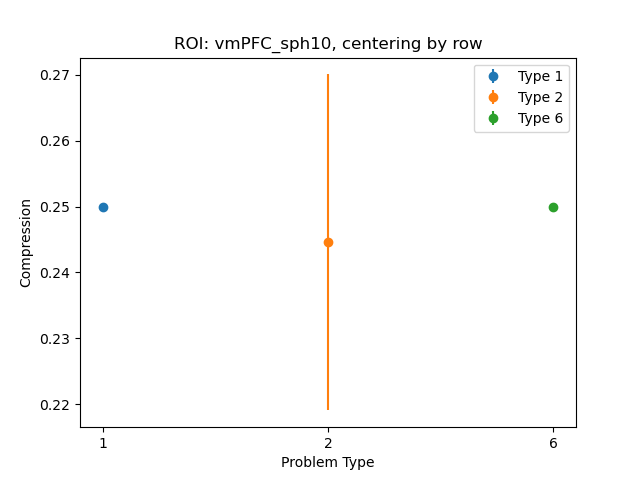 ROI: vmPFC_sph10, centering by row
Type 1
Type 2
Type 6
0.27
0.26
0.25
0.24
0.23
0.22
Compression
1
2
6
Problem Type